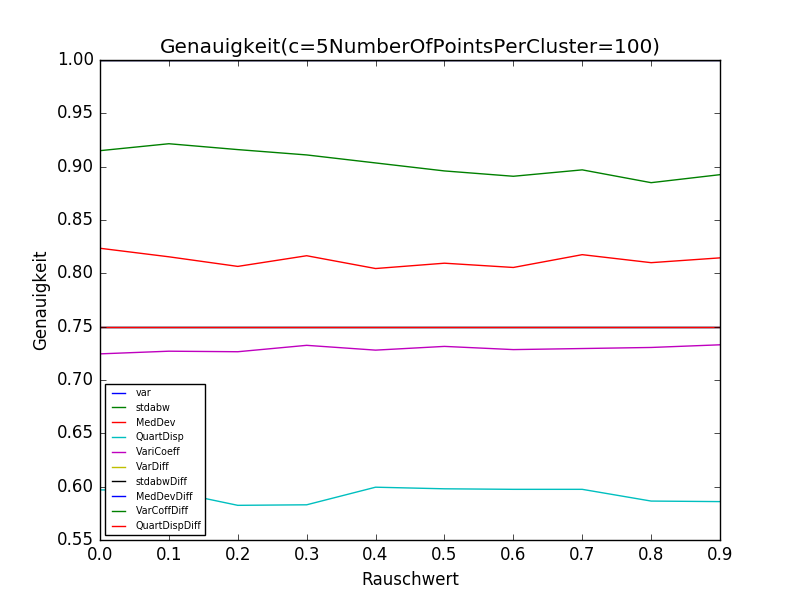 Genauigkeit(c=5NumberOfPointsPerCluster=100)
1.00
0.95
0.90
0.85
0.80
0.75
0.70
0.65
0.60
0.55
Genauigkeit
var
stdabw
MedDev
QuartDisp
VariCoeff
VarDiff
stdabwDiff
MedDevDiff
VarCoffDiff
QuartDispDiff
0.0 0.1 0.2 0.3 0.4 0.5 0.6 0.7 0.8 0.9
Rauschwert